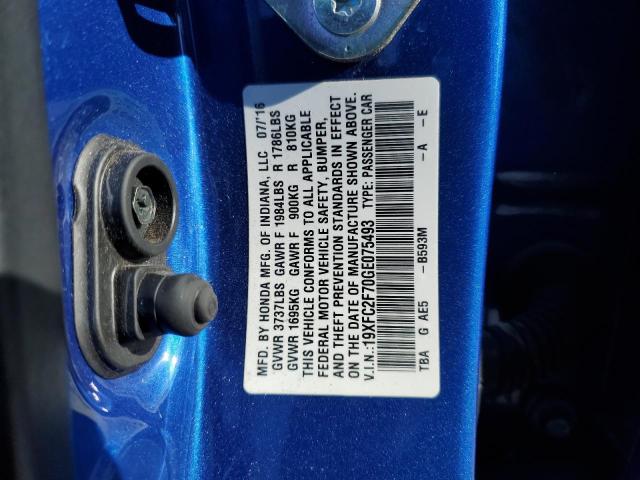 MFD. BY HONDA MFG. OF INDIANA, LLC 07/'16
GVWR 3737LBS GAWR F 1984LBS R 1786LBS
GVWR 1695KG GAWR F 900KG R 810KG
THIS VEHICLE CONFORMS TO ALL APPLICABLE
FEDERAL MOTOR VEHICLE SAFETY, BUMPER,
AND THEFT PREVENTION STANDARDS IN EFFECT
ON THE DATE OF MANUFACTURE SHOWN ABOVE.
V.I.N.:19XFC2F70GE075493 TYPE: PASSENGER CAR
TBA G AE5 -B593M -A -E